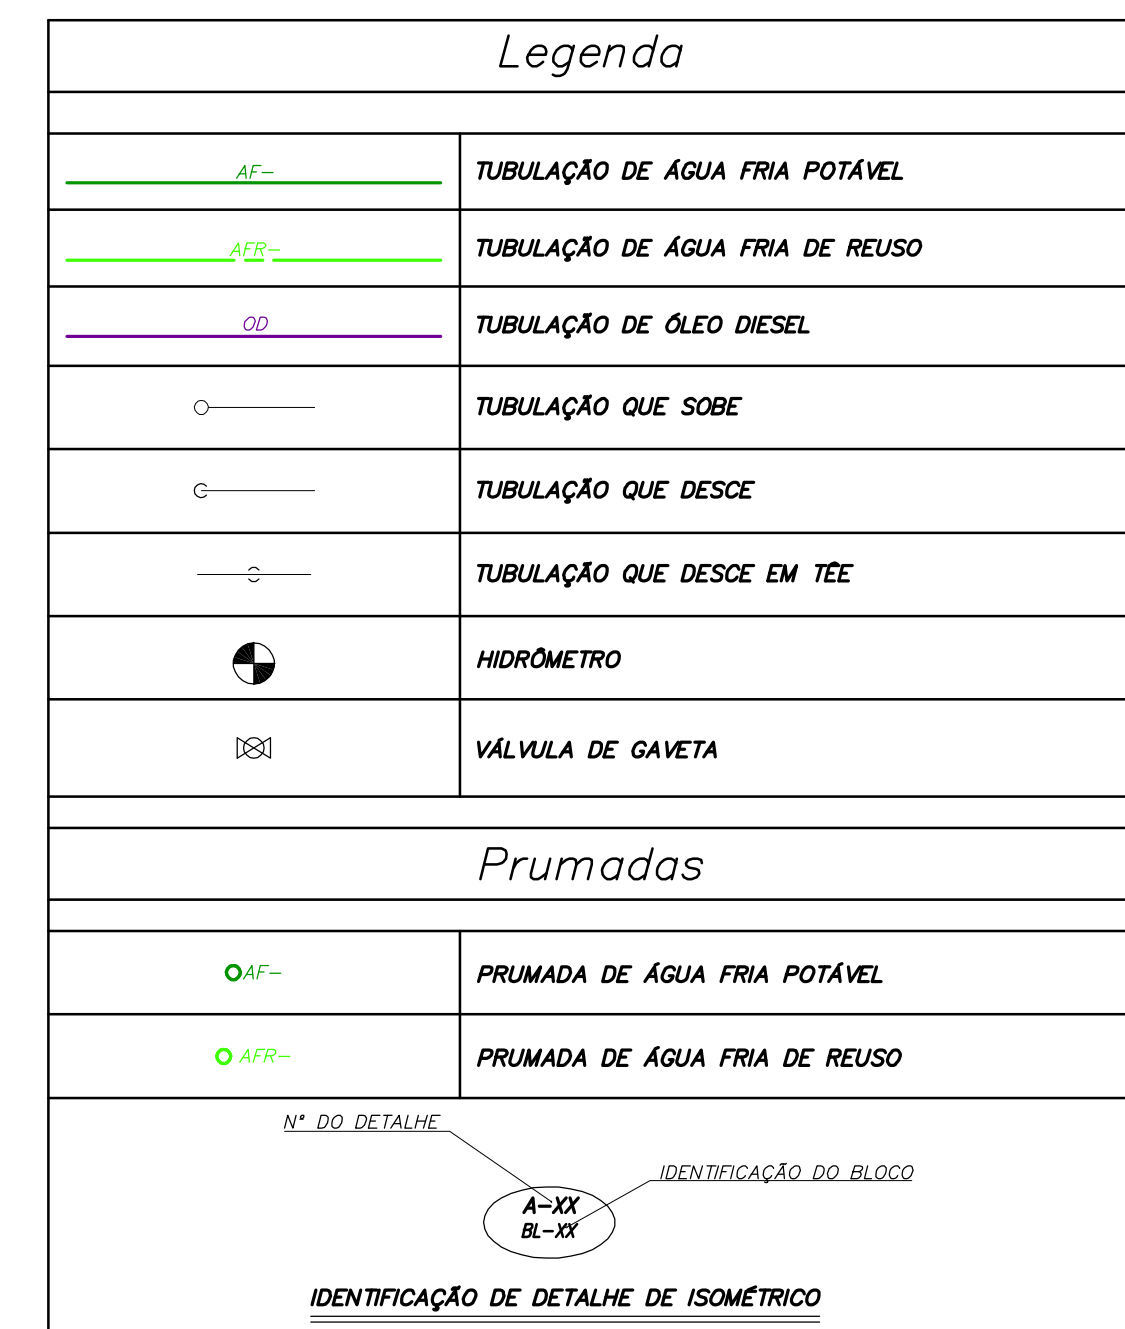 Legenda
AF-
TUBULAÇÃO DE ÁGUA FRIA POTÁVEL
AFR-
TUBULAÇÃO DE ÁGUA FRIA DE REUSO
OD
TUBULAÇÃO DE ÓLEO DIESEL
TUBULAÇÃO QUE SOBE
TUBULAÇÃO QUE DESCE
TUBULAÇÃO QUE DESCE EM TÊE
HIDRÔMETRO
VÁLVULA DE GAVETA
Prumadas
AF-
PRUMADA DE ÁGUA FRIA POTÁVEL
AFR-
PRUMADA DE ÁGUA FRIA DE REUSO
Nº DO DETALHE
IDENTIFICAÇÃO DO BLOCO
A-XX
BL-XX
IDENTIFICAÇÃO DE DETALHE DE ISOMÉTRICO